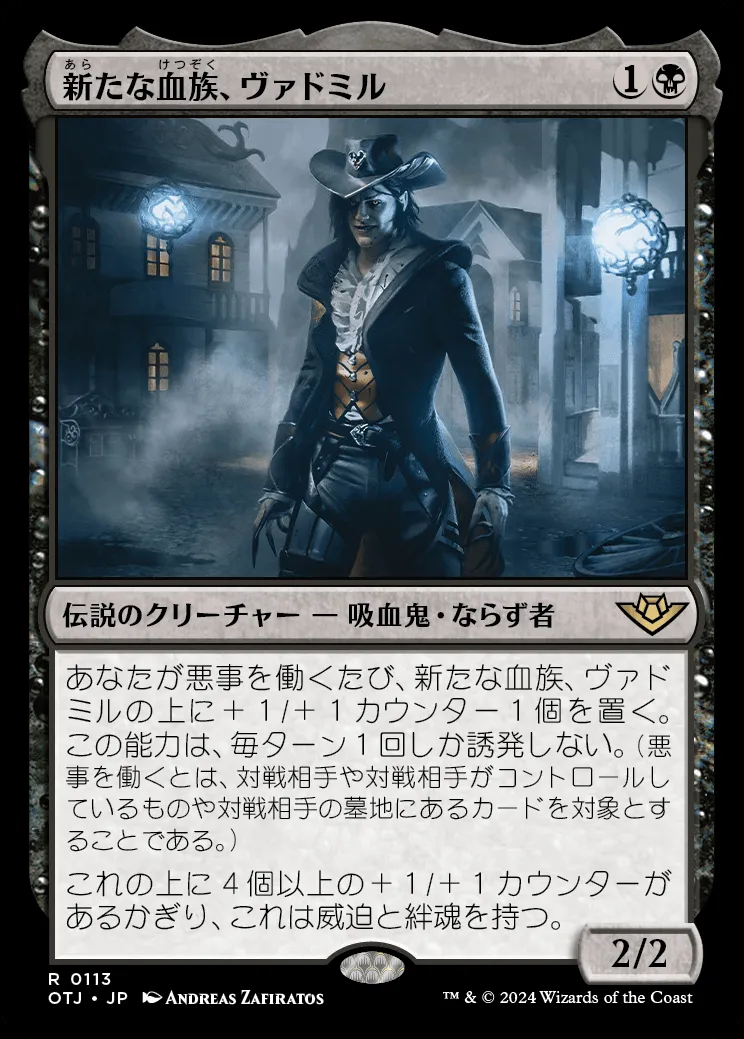 新たな血族、ヴァドミル
1
伝説のクリーチャー — 吸血鬼・ならず者
あなたが悪事を働くたび、新たな血族、ヴァド
ミルの上に＋１/＋１カウンター１個を置く。
この能力は、毎ターン１回しか誘発しない。（悪
事を働くとは、対戦相手や対戦相手がコントロールし
ているものや対戦相手の墓地にあるカードを対象とす
ることである。）
これの上に４個以上の＋１/＋１カウンターが
あるかぎり、これは威迫と絆魂を持つ。
2/2
R 0113
OTJ • JP ANDREAS ZAFIRATOS
™ & © 2024 Wizards of the Coast